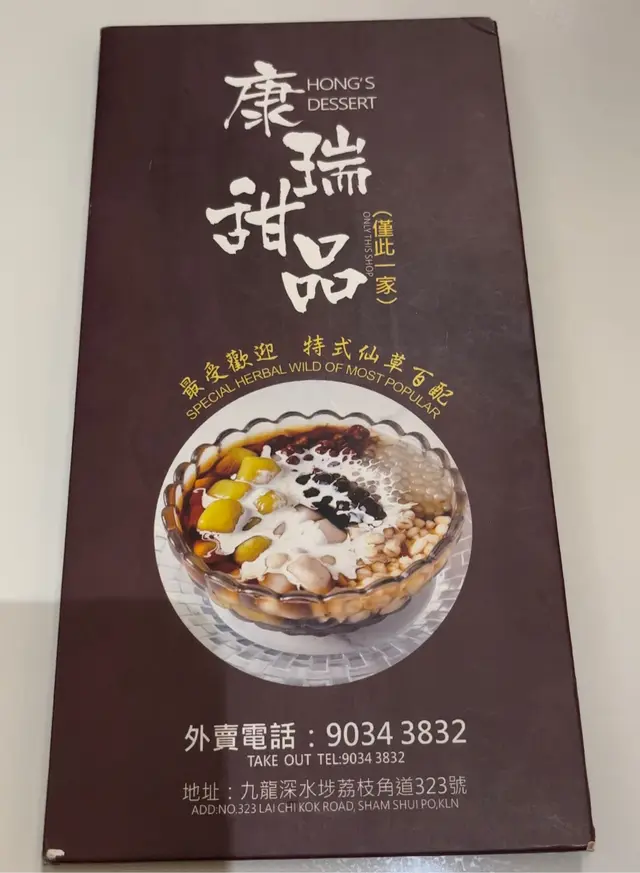 康瑞甜品
HONG'S
DESSERT
(僅此一家)
ONLY THIS SHOP
最受歡迎 特式仙草百配
SPECIAL HERBAL WILD OF MOST POPULAR
外賣電話：9034 3832
TAKE OUT TEL:9034 3832
地址：九龍深水埗荔枝角道323號
ADD:NO.323 LAI CHI KOK ROAD, SHAM SHUI PO,KLN